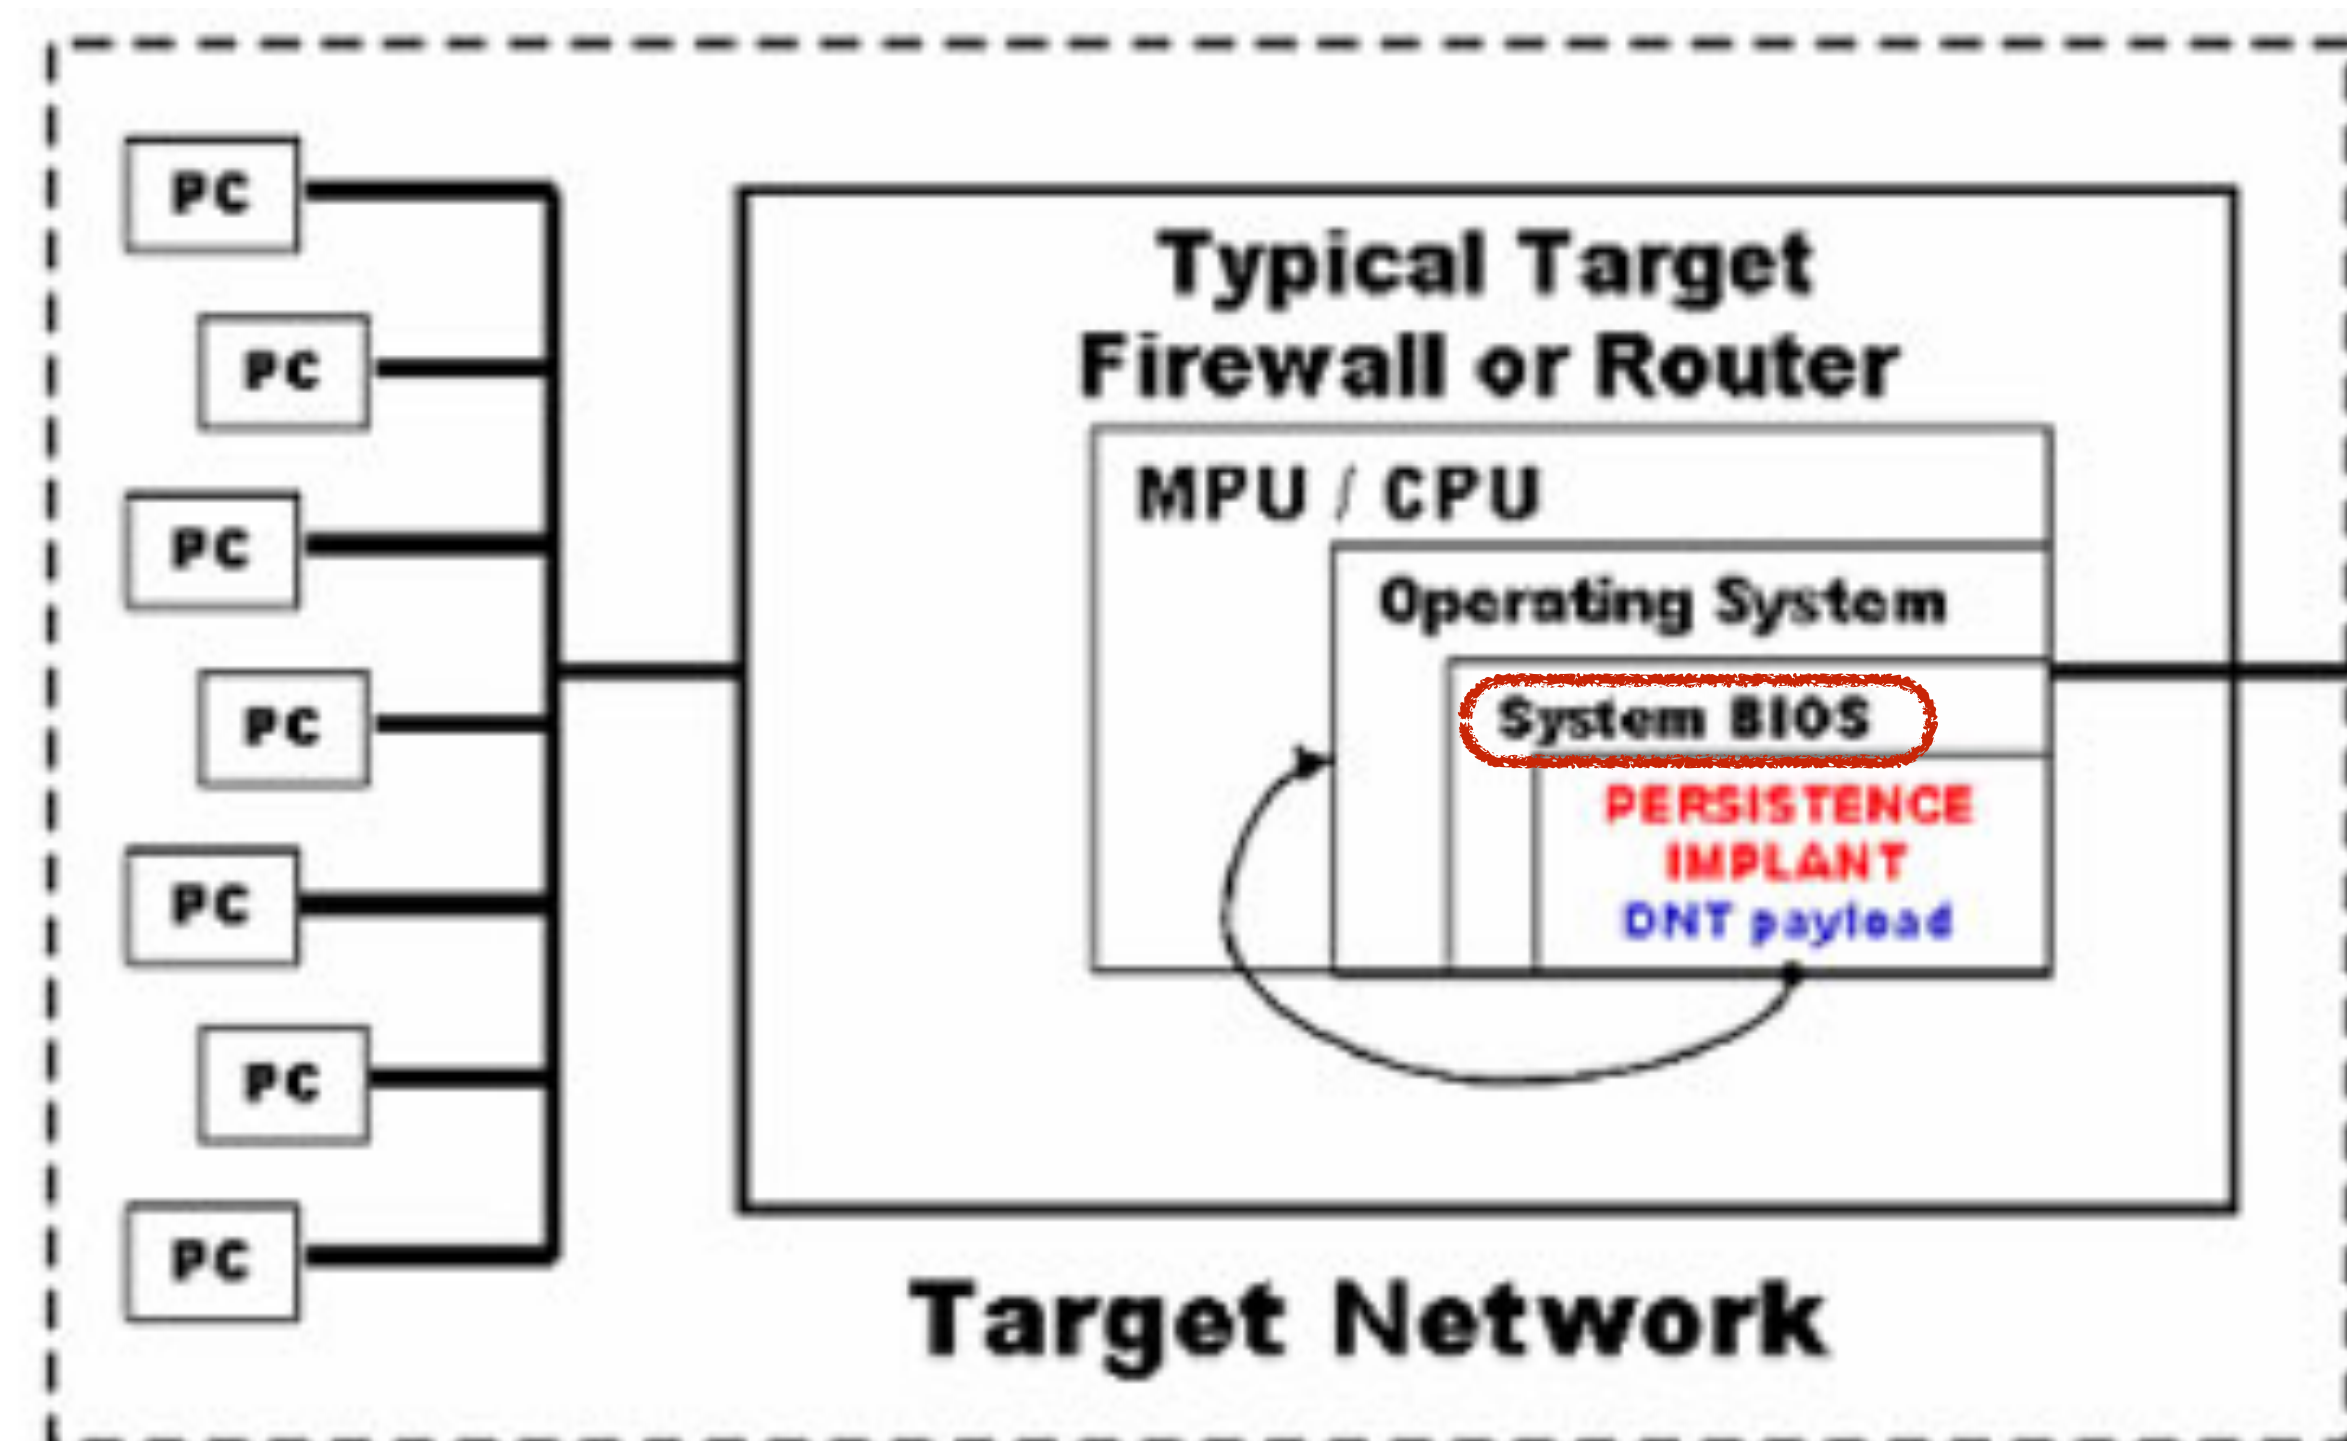 PC
PC
PC
PC
PC
PC
PC
Typical Target
Firewall or Router
MPU / CPU
Operating System
System BIOS
PERSISTENCE
IMPLANT
DNT payload
Target Network